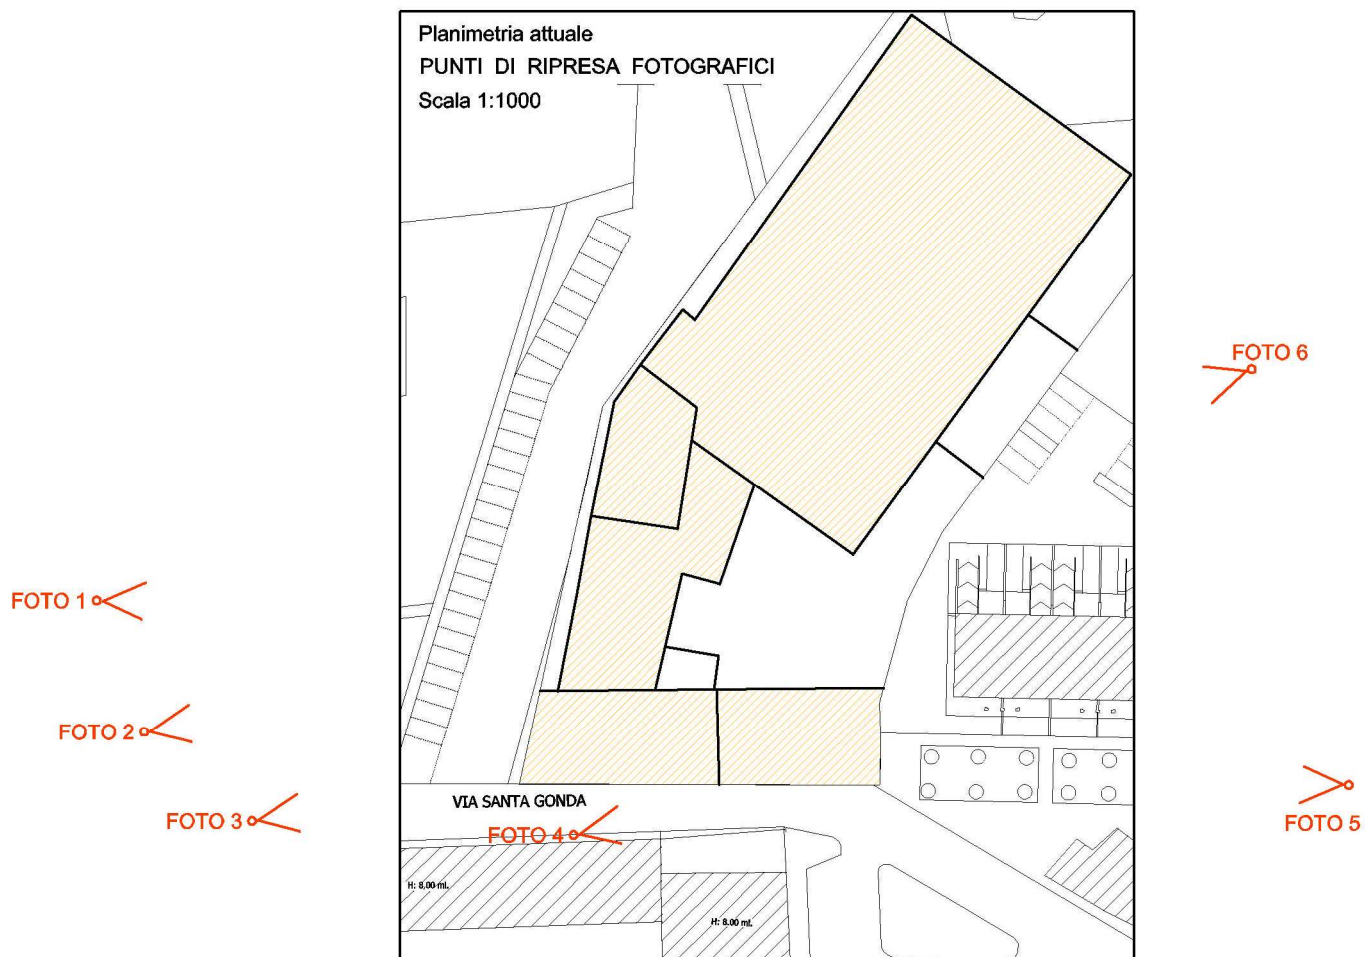 Planimetria attuale
PUNTI DI RIPRESA FOTOGRAFICI
Scala 1:1000
FOTO 6
FOTO 1
FOTO 2
FOTO 3
VIA SANTA GONDA
FOTO 4
FOTO 5
H: 8,00 ml.
H: 8.00 ml.